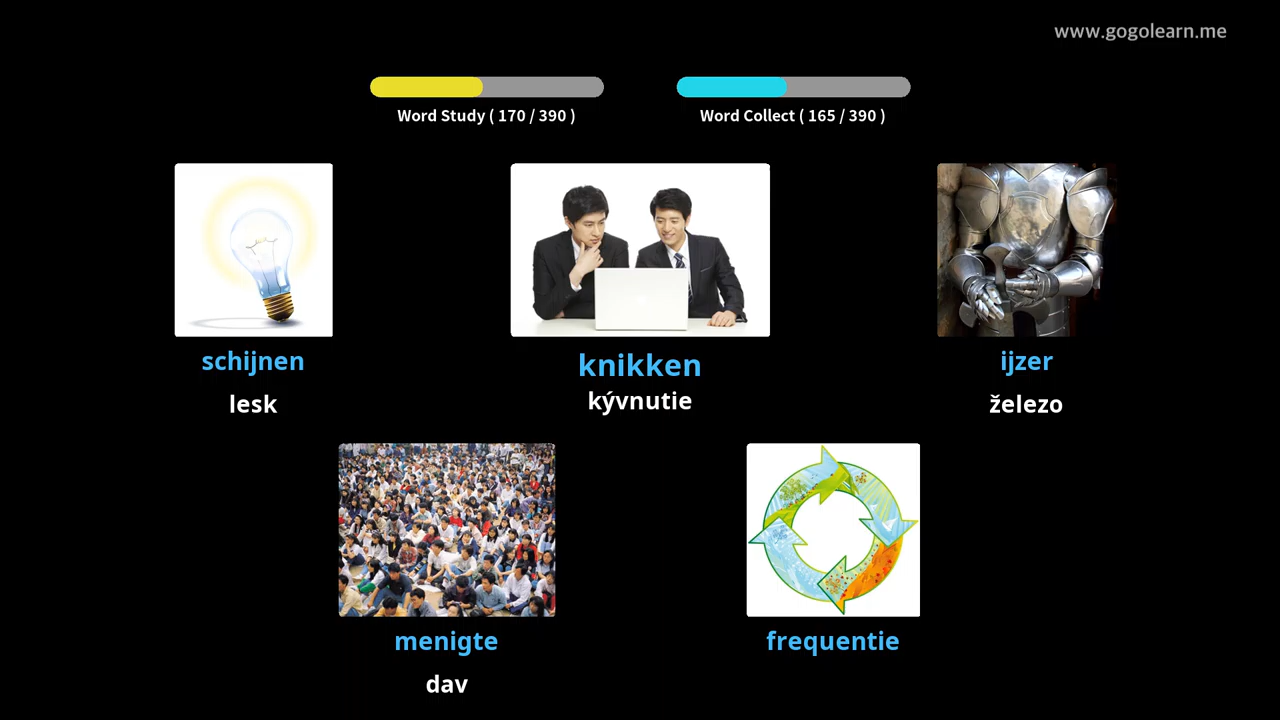 www.gogolearn.me
Word Study ( 170 / 390 )
Word Collect ( 165 / 390 )
schijnen
lesk
knikken
kývnutie
ijzer
železo
menigte
dav
frequentie